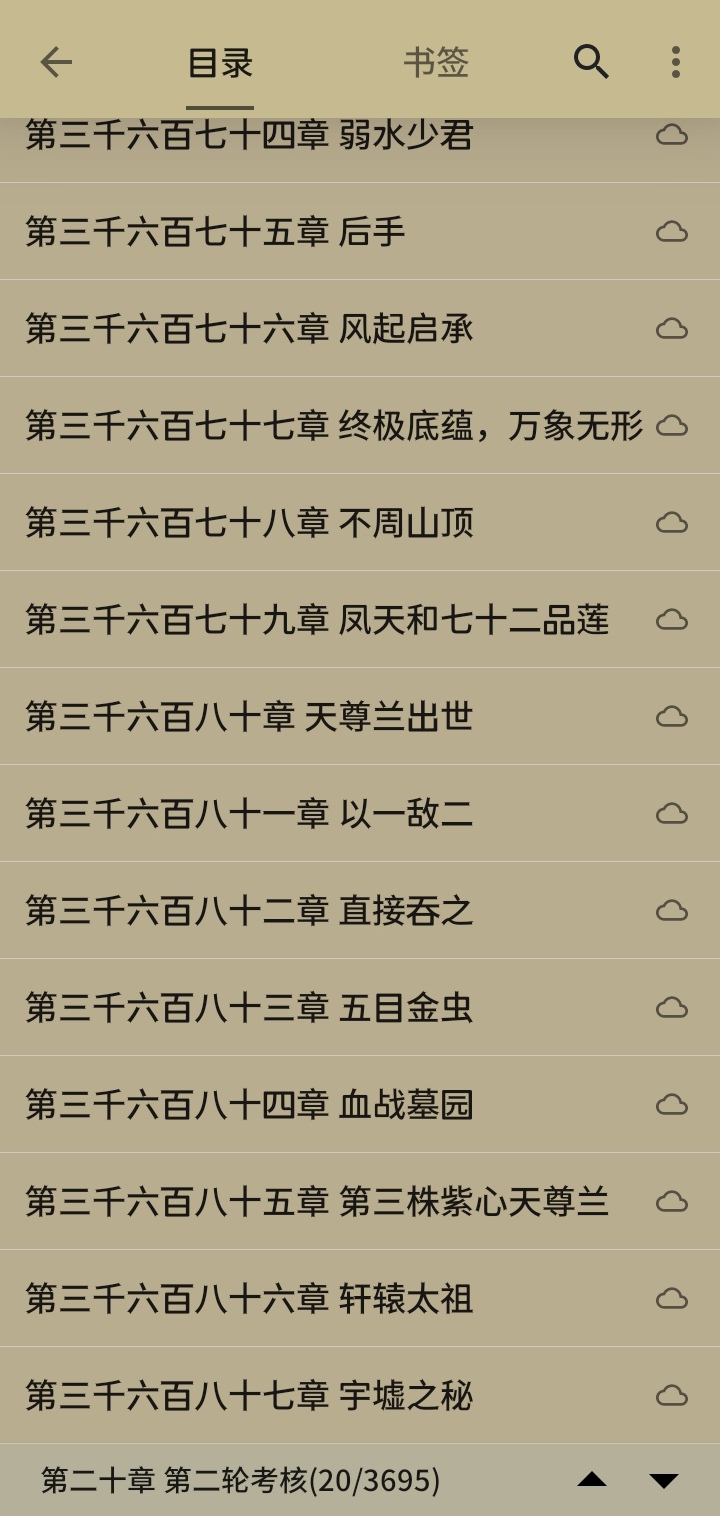 目录 书签
第三千六百七十四章 弱水少君
第三千六百七十五章 后手
第三千六百七十六章 风起启承
第三千六百七十七章 终极底蕴，万象无形
第三千六百七十八章 不周山顶
第三千六百七十九章 凤天和七十二品莲
第三千六百八十章 天尊兰出世
第三千六百八十一章 以一敌二
第三千六百八十二章 直接吞之
第三千六百八十三章 五目金虫
第三千六百八十四章 血战墓园
第三千六百八十五章 第三株紫心天尊兰
第三千六百八十六章 轩辕太祖
第三千六百八十七章 宇墟之秘
第二十章 第二轮考核(20/3695)